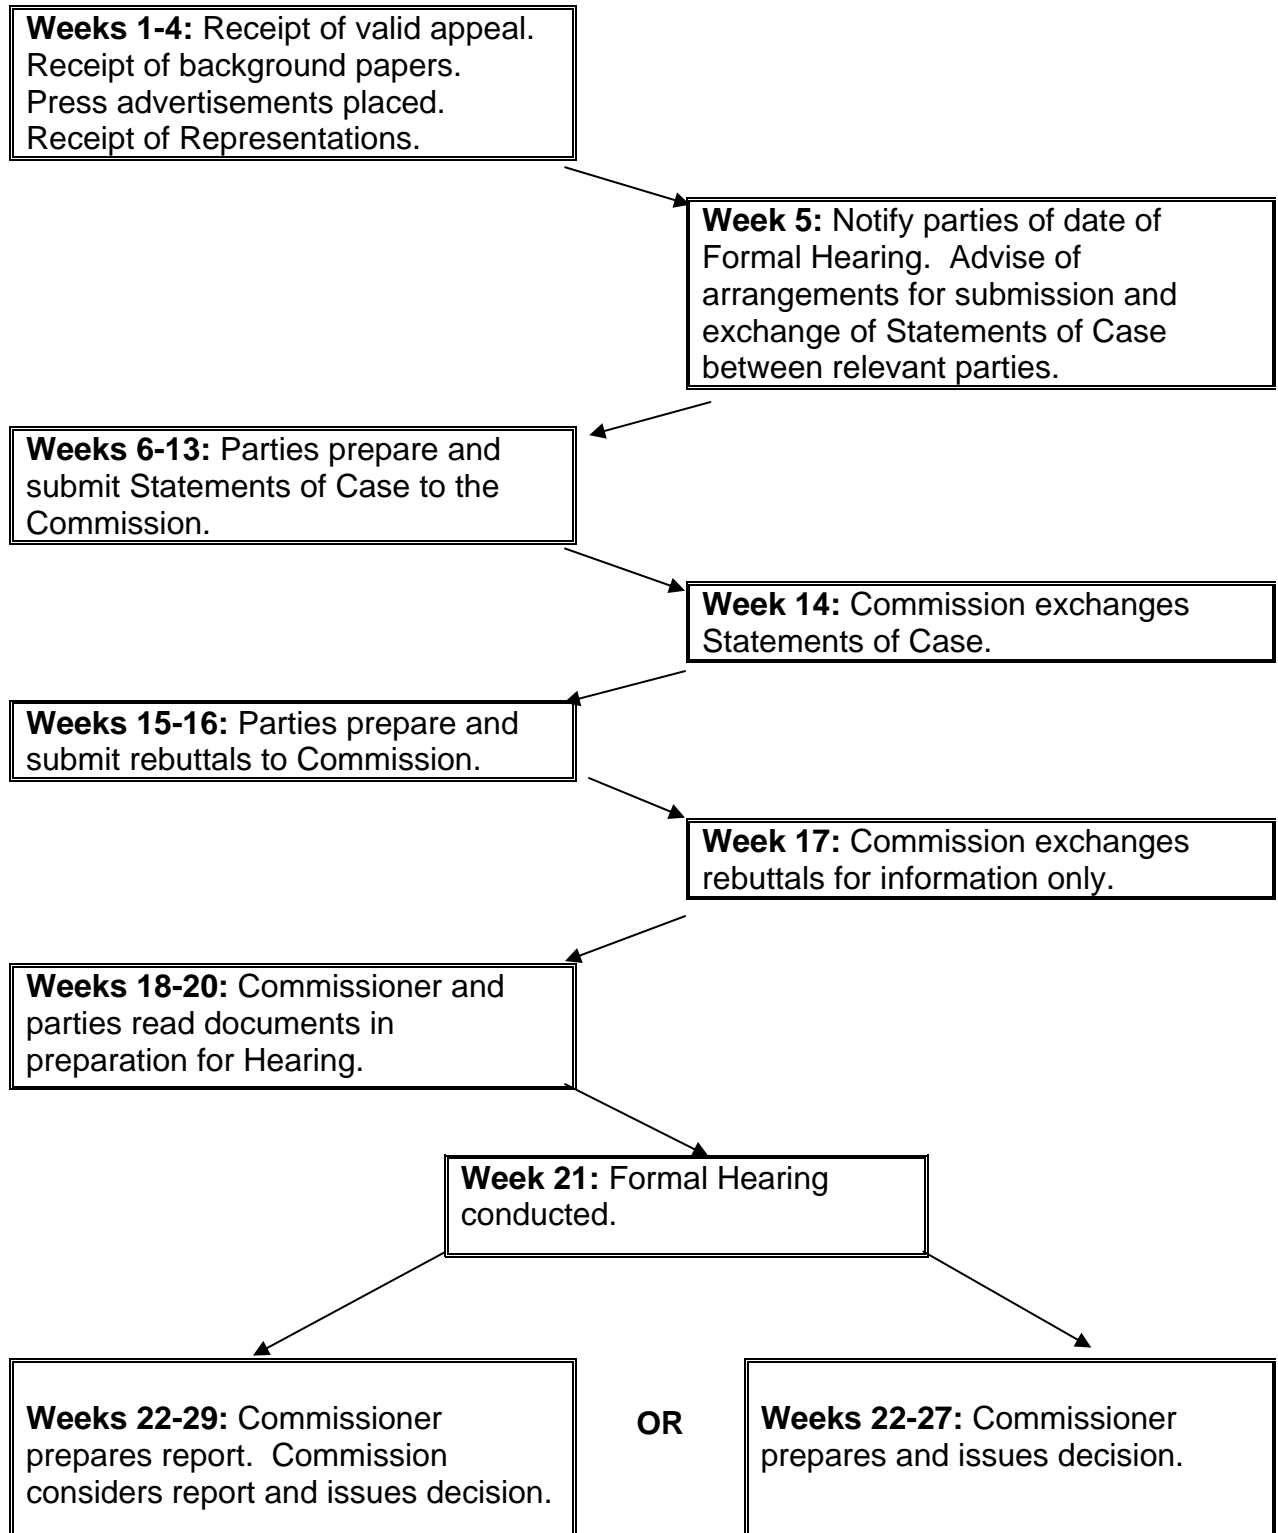 Weeks 1-4: Receipt of valid appeal.
Receipt of background papers.
Press advertisements placed.
Receipt of Representations.
Week 5: Notify parties of date of
Formal Hearing.  Advise of
arrangements for submission and
exchange of Statements of Case
between relevant parties.
Weeks 6-13: Parties prepare and
submit Statements of Case to the
Commission.
Week 14: Commission exchanges
Statements of Case.
Weeks 15-16: Parties prepare and
submit rebuttals to Commission.
Week 17: Commission exchanges
rebuttals for information only.
Weeks 18-20: Commissioner and
parties read documents in
preparation for Hearing.
Week 21: Formal Hearing
conducted.
Weeks 22-29: Commissioner
prepares report.  Commission
considers report and issues decision.
OR
Weeks 22-27: Commissioner
prepares and issues decision.